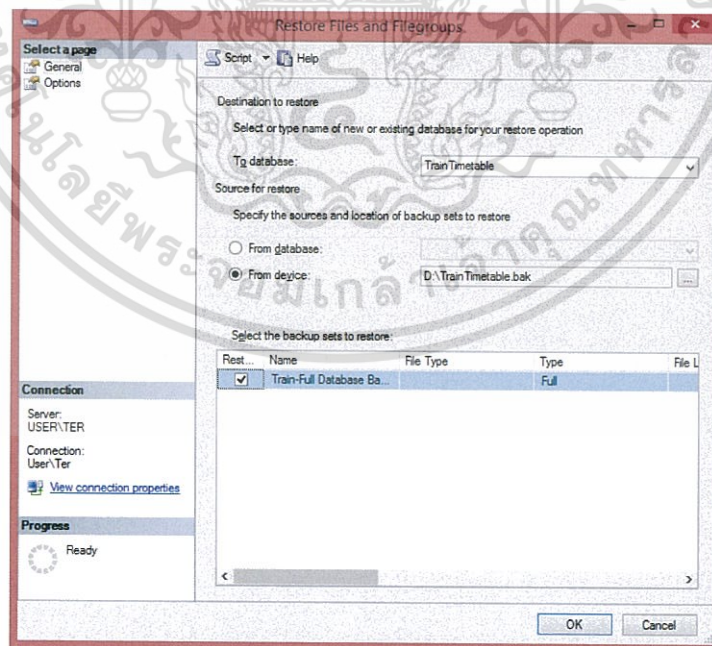 Restore Files and Filegroups
Select a page
General
Options
Script
Help
Destination to restore
Select or type name of new or existing database for your restore operation
To database:
TrainTimetable
Source for restore
Specify the sources and location of backup sets to restore
From database:
From device:
D:\TrainTimetable.bak
...
Select the backup sets to restore:
Rest... Name File Type Type File L
Train-Full Database Ba... Full
Connection
Server:
USER\TER
Connection:
User\Ter
View connection properties
Progress
Ready
OK
Cancel